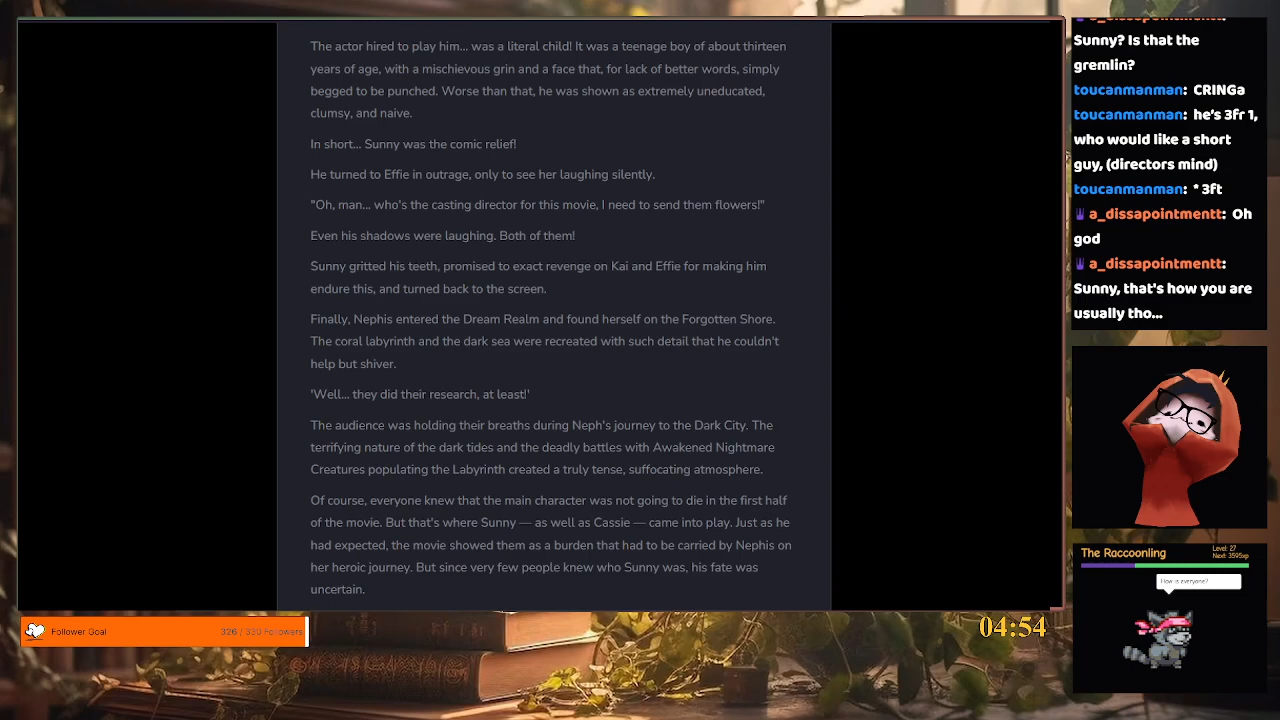 The actor hired to play him... was a literal child! It was a teenage boy of about thirteen
years of age, with a mischievous grin and a face that, for lack of better words, simply
begged to be punched. Worse than that, he was shown as extremely uneducated,
clumsy, and naive.
In short... Sunny was the comic relief!
He turned to Effie in outrage, only to see her laughing silently.
"Oh, man... who's the casting director for this movie, I need to send them flowers!"
Even his shadows were laughing. Both of them!
Sunny gritted his teeth, promised to exact revenge on Kai and Effie for making him
endure this, and turned back to the screen.
Finally, Nephis entered the Dream Realm and found herself on the Forgotten Shore.
The coral labyrinth and the dark sea were recreated with such detail that he couldn't
help but shiver.
'Well... they did their research, at least!'
The audience was holding their breaths during Neph's journey to the Dark City. The
terrifying nature of the dark tides and the deadly battles with Awakened Nightmare
Creatures populating the Labyrinth created a truly tense, suffocating atmosphere.
Of course, everyone knew that the main character was not going to die in the first half
of the movie. But that's where Sunny — as well as Cassie — came into play. Just as he
had expected, the movie showed them as a burden that had to be carried by Nephis on
her heroic journey. But since very few people knew who Sunny was, his fate was
uncertain.
a_dissapointmentt:
Sunny? Is that the
gremlin?
toucanmanman: CRINGa
toucanmanman: he's 3fr 1,
who would like a short
guy, (directors mind)
toucanmanman: * 3ft
a_dissapointmentt: Oh
god
a_dissapointmentt:
Sunny, that's how you are
usually tho...
The Raccoonling
Level: 27
Next: 3595xp
How is everyone?
Follower Goal
326 / 330 Followers
04:54